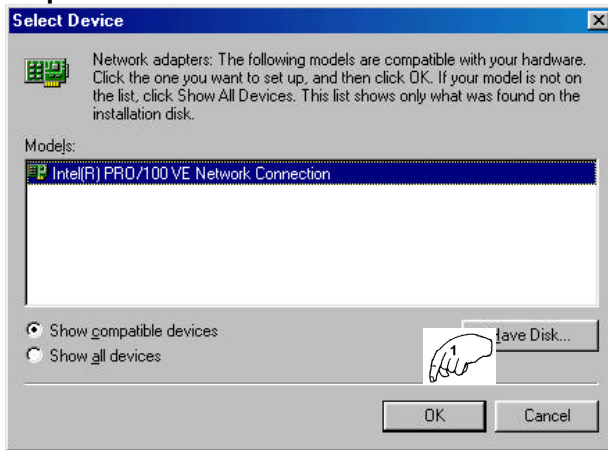 Select Device
Network adapters: The following models are compatible with your hardware.
Click the one you want to set up, and then click OK. If your model is not on
the list, click Show All Devices. This list shows only what was found on the
installation disk.
Models:
Intel(R) PRO/100 VE Network Connection
Show compatible devices
Show all devices
1
Have Disk...
OK
Cancel